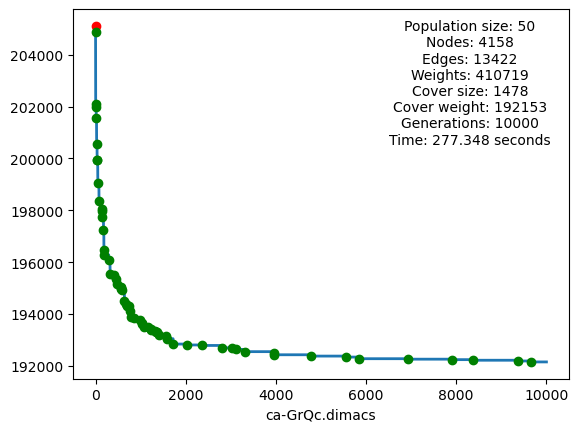 Population size: 50
Nodes: 4158
Edges: 13422
Weights: 410719
Cover size: 1478
Cover weight: 192153
Generations: 10000
Time: 277.348 seconds
204000
202000
200000
198000
196000
194000
192000
0 2000 4000 6000 8000 10000
ca-GrQc.dimacs